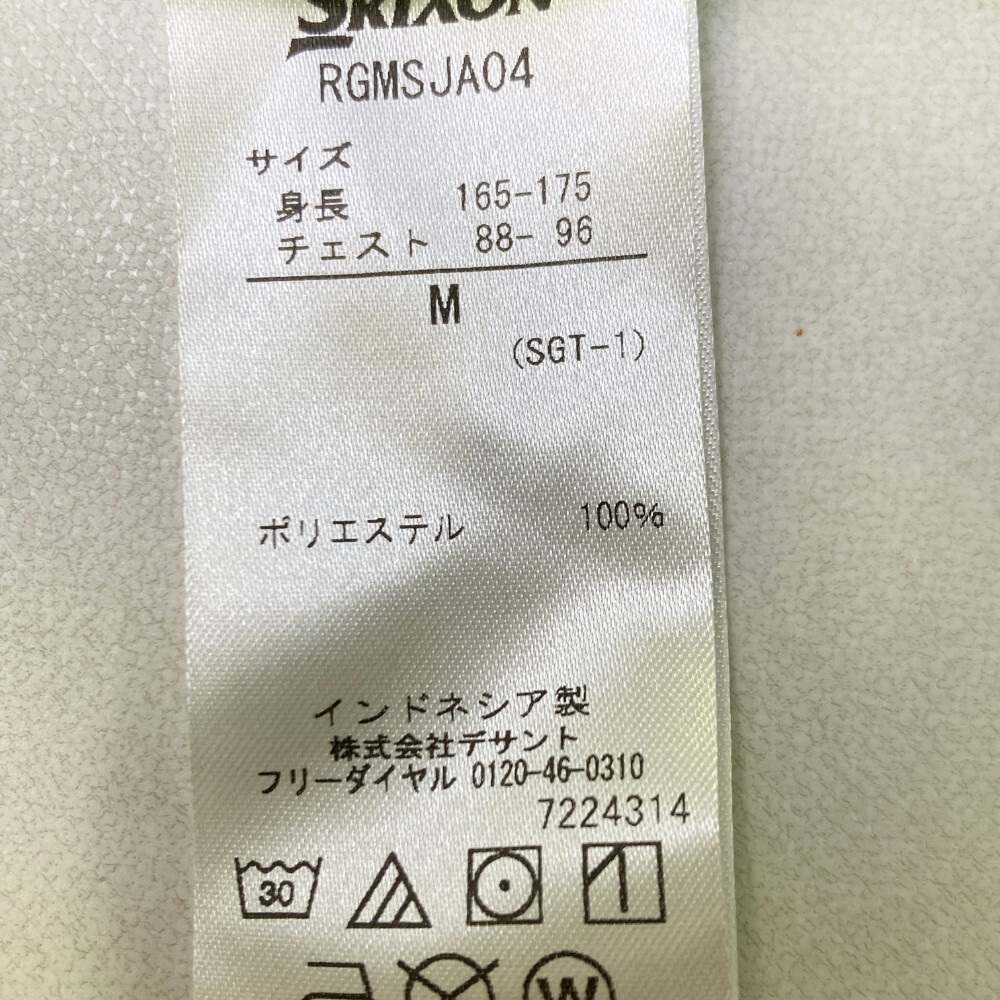 SRIXON
RGMSJA04
サイズ
身長 165-175
チェスト 88- 96
M
(SGT-1)
ポリエステル 100%
インドネシア製
株式会社デサント
フリーダイヤル 0120-46-0310
7224314
30
W